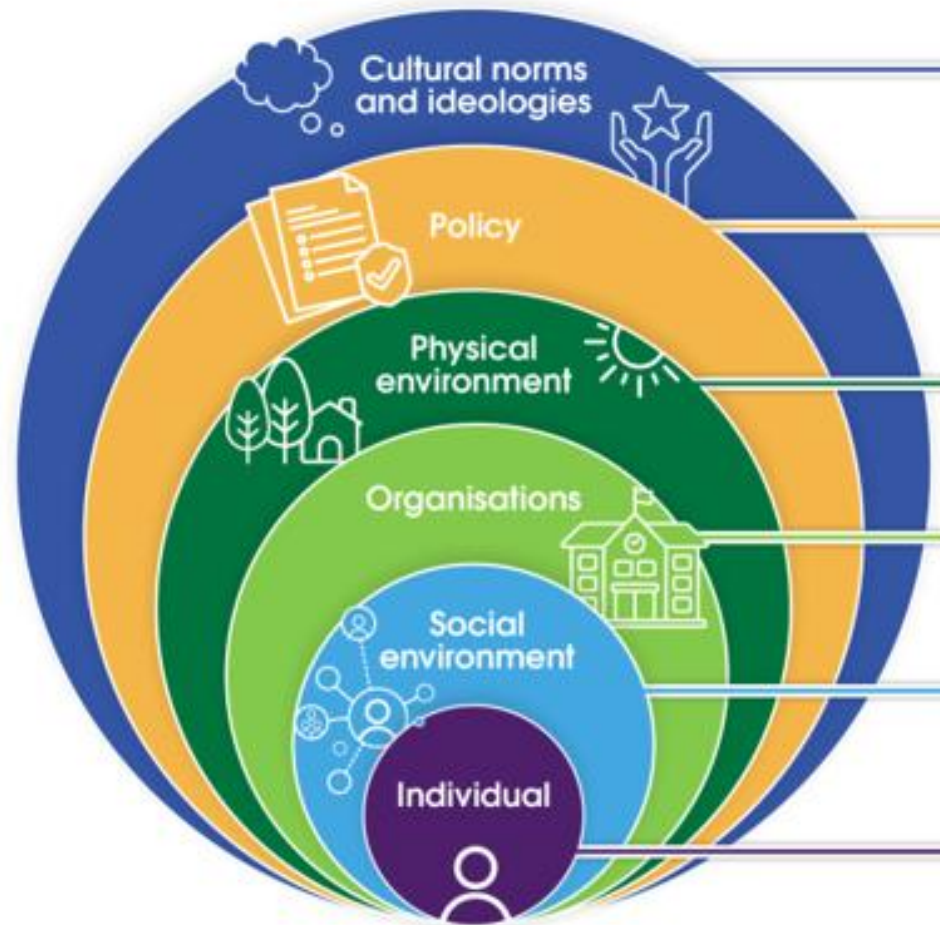 Cultural norms
and ideologies
Policy
Physical
environment
Organisations
Social
environment
Individual